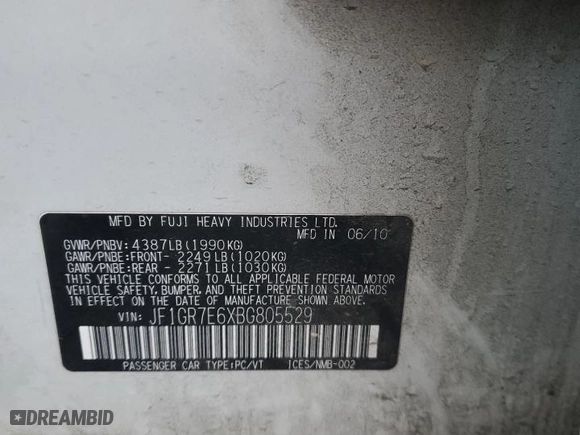 MFD BY FUJI HEAVY INDUSTRIES LTD.
MFD IN 06/10
GVWR/PNBV: 4387LB(1990KG)
GAWR/PNBE:FRONT- 2249LB(1020KG)
GAWR/PNBE:REAR - 2271LB(1030KG)
THIS VEHICLE CONFORMS TO ALL APPLICABLE FEDERAL MOTOR
VEHICLE SAFETY, BUMPER, AND THEFT PREVENTION STANDARDS
IN EFFECT ON THE DATE OF MANUFACTURE SHOWN ABOVE.
VIN: JF1GR7E6XBG805529
PASSENGER CAR TYPE:PC/VT ICES/NMB-002
DREAMBID